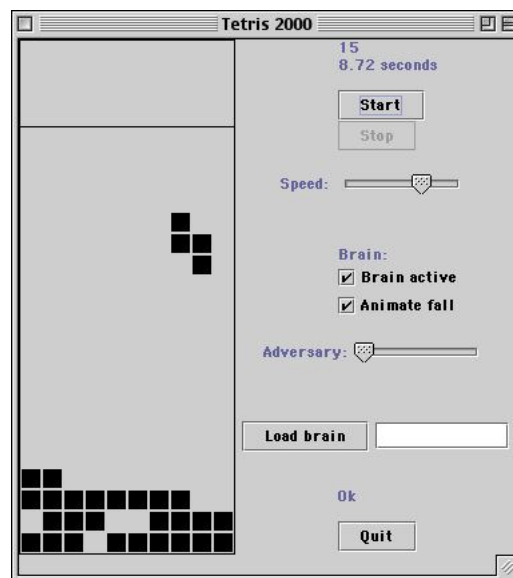 Tetris 2000
15
8.72 seconds
Start
Stop
Speed:
Brain:
Brain active
Animate fall
Adversary:
Load brain
Ok
Quit